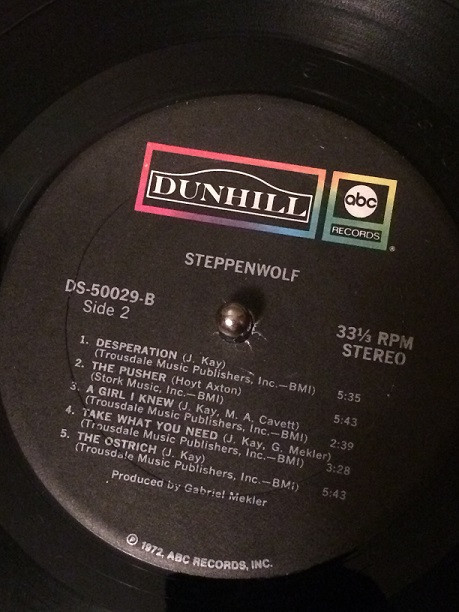 DUNHILL
abc
RECORDS
®
STEPPENWOLF
DS-50029-B
Side 2
33⅓ RPM
STEREO
1. DESPERATION (J. Kay)
(Trousdale Music Publishers, Inc.—BMI) 5:35
2. THE PUSHER (Hoyt Axton)
(Stork Music, Inc.—BMI) 5:43
3. A GIRL I KNEW (J. Kay, M. A. Cavett)
(Trousdale Music Publishers, Inc.—BMI) 2:39
4. TAKE WHAT YOU NEED (J. Kay, G. Mekler)
(Trousdale Music Publishers, Inc.—BMI) 3:28
5. THE OSTRICH (J. Kay)
(Trousdale Music Publishers, Inc.—BMI) 5:43
Produced by Gabriel Mekler
℗ 1972, ABC RECORDS, INC.